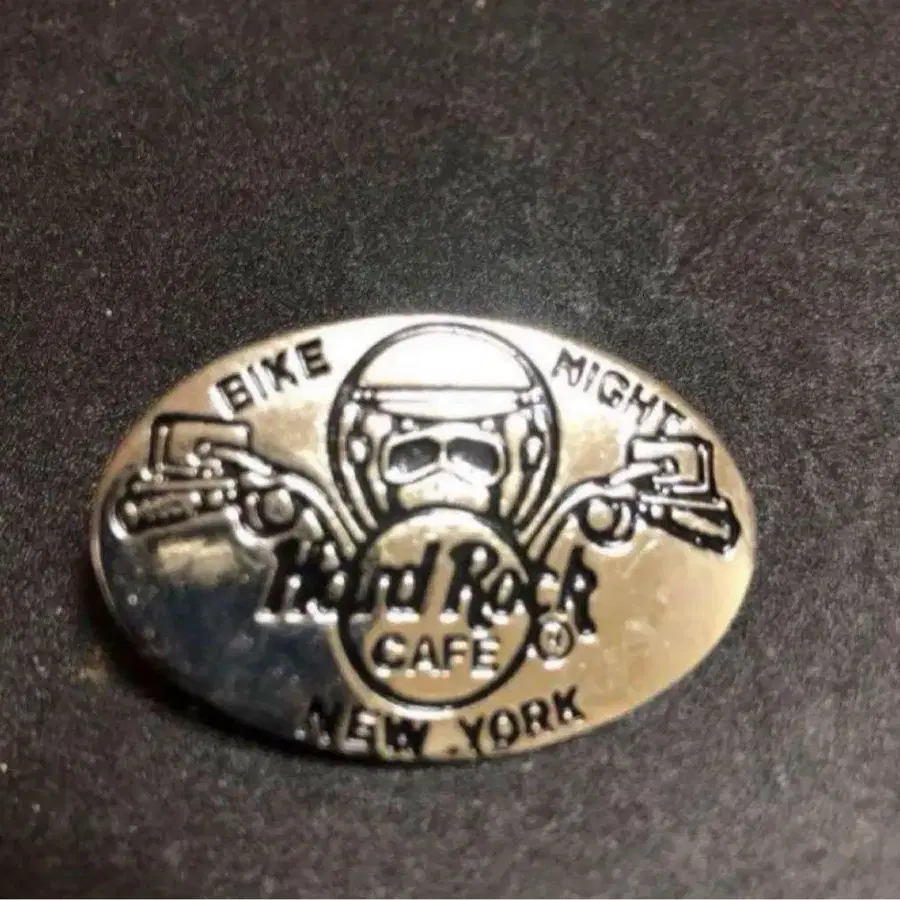 BIKE NIGHT
Hard Rock
CAFE ®
NEW YORK